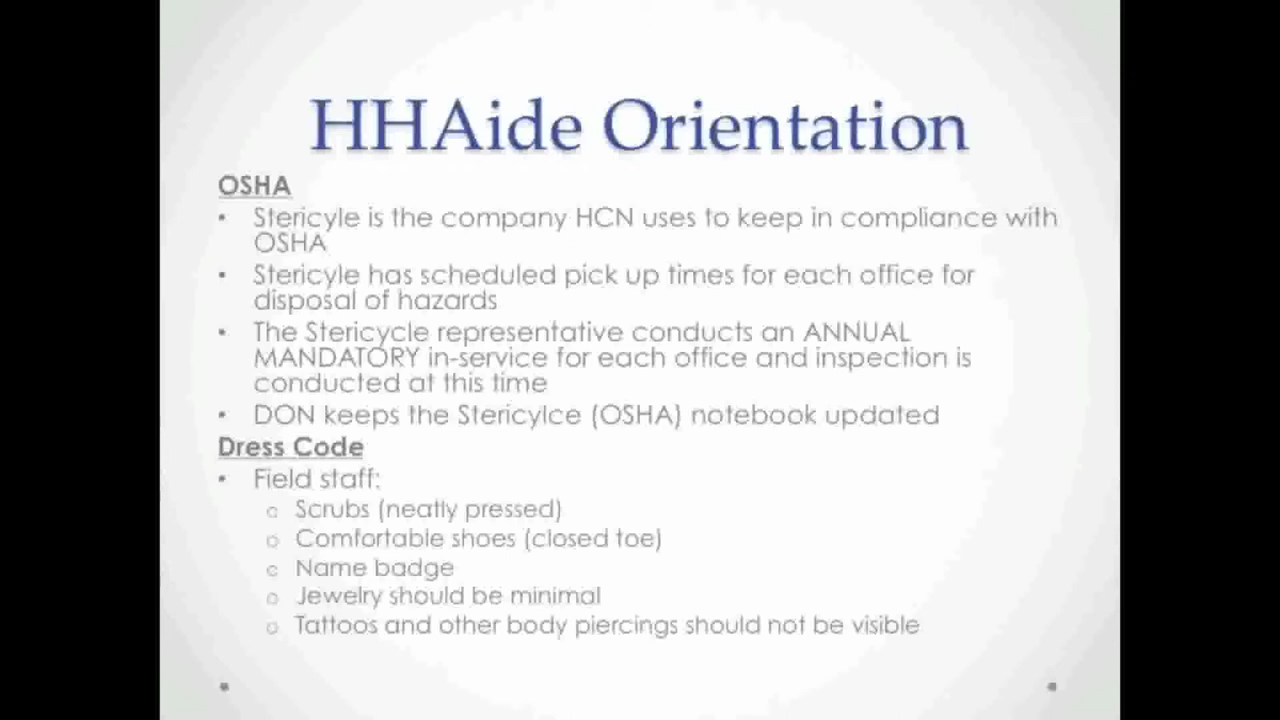 HHAide Orientation
OSHA
• Stericyle is the company HCN uses to keep in compliance with
OSHA
• Stericyle has scheduled pick up times for each office for
disposal of hazards
• The Stericycle representative conducts an ANNUAL
MANDATORY in-service for each office and inspection is
conducted at this time
• DON keeps the Stericylce (OSHA) notebook updated
Dress Code
• Field staff:
o Scrubs (neatly pressed)
o Comfortable shoes (closed toe)
o Name badge
o Jewelry should be minimal
o Tattoos and other body piercings should not be visible